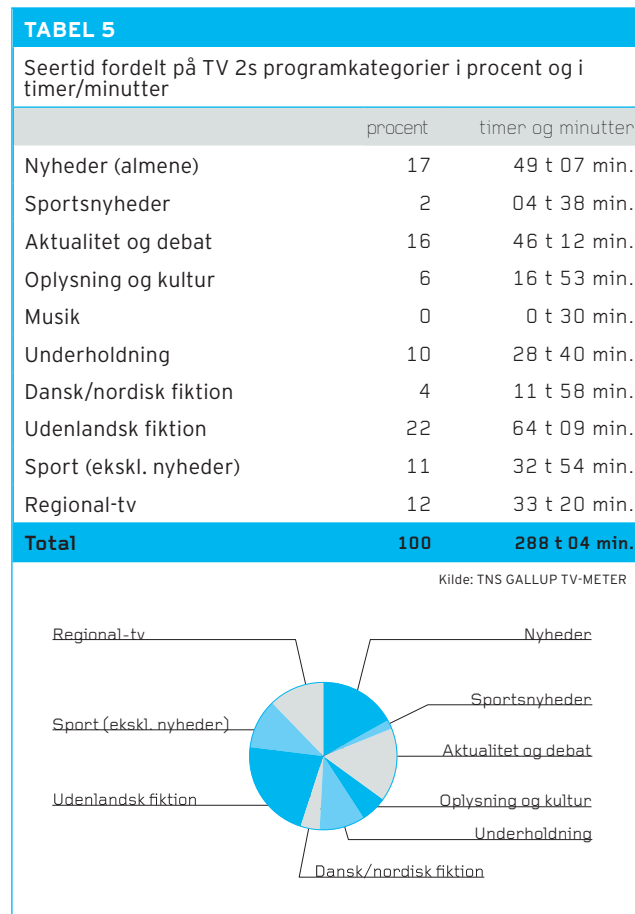 TABEL 5
Seertid fordelt på TV 2s programkategorier i procent og i
timer/minutter
procent timer og minutter
Nyheder (almene) 17 49 t 07 min.
Sportsnyheder 2 04 t 38 min.
Aktualitet og debat 16 46 t 12 min.
Oplysning og kultur 6 16 t 53 min.
Musik 0 0 t 30 min.
Underholdning 10 28 t 40 min.
Dansk/nordisk fiktion 4 11 t 58 min.
Udenlandsk fiktion 22 64 t 09 min.
Sport (ekskl. nyheder) 11 32 t 54 min.
Regional-tv 12 33 t 20 min.
Total 100 288 t 04 min.
Kilde: TNS GALLUP TV-METER
Regional-tv Nyheder
Sportsnyheder
Sport (ekskl. nyheder)
Aktualitet og debat
Udenlandsk fiktion Oplysning og kultur
Underholdning
Dansk/nordisk fiktion